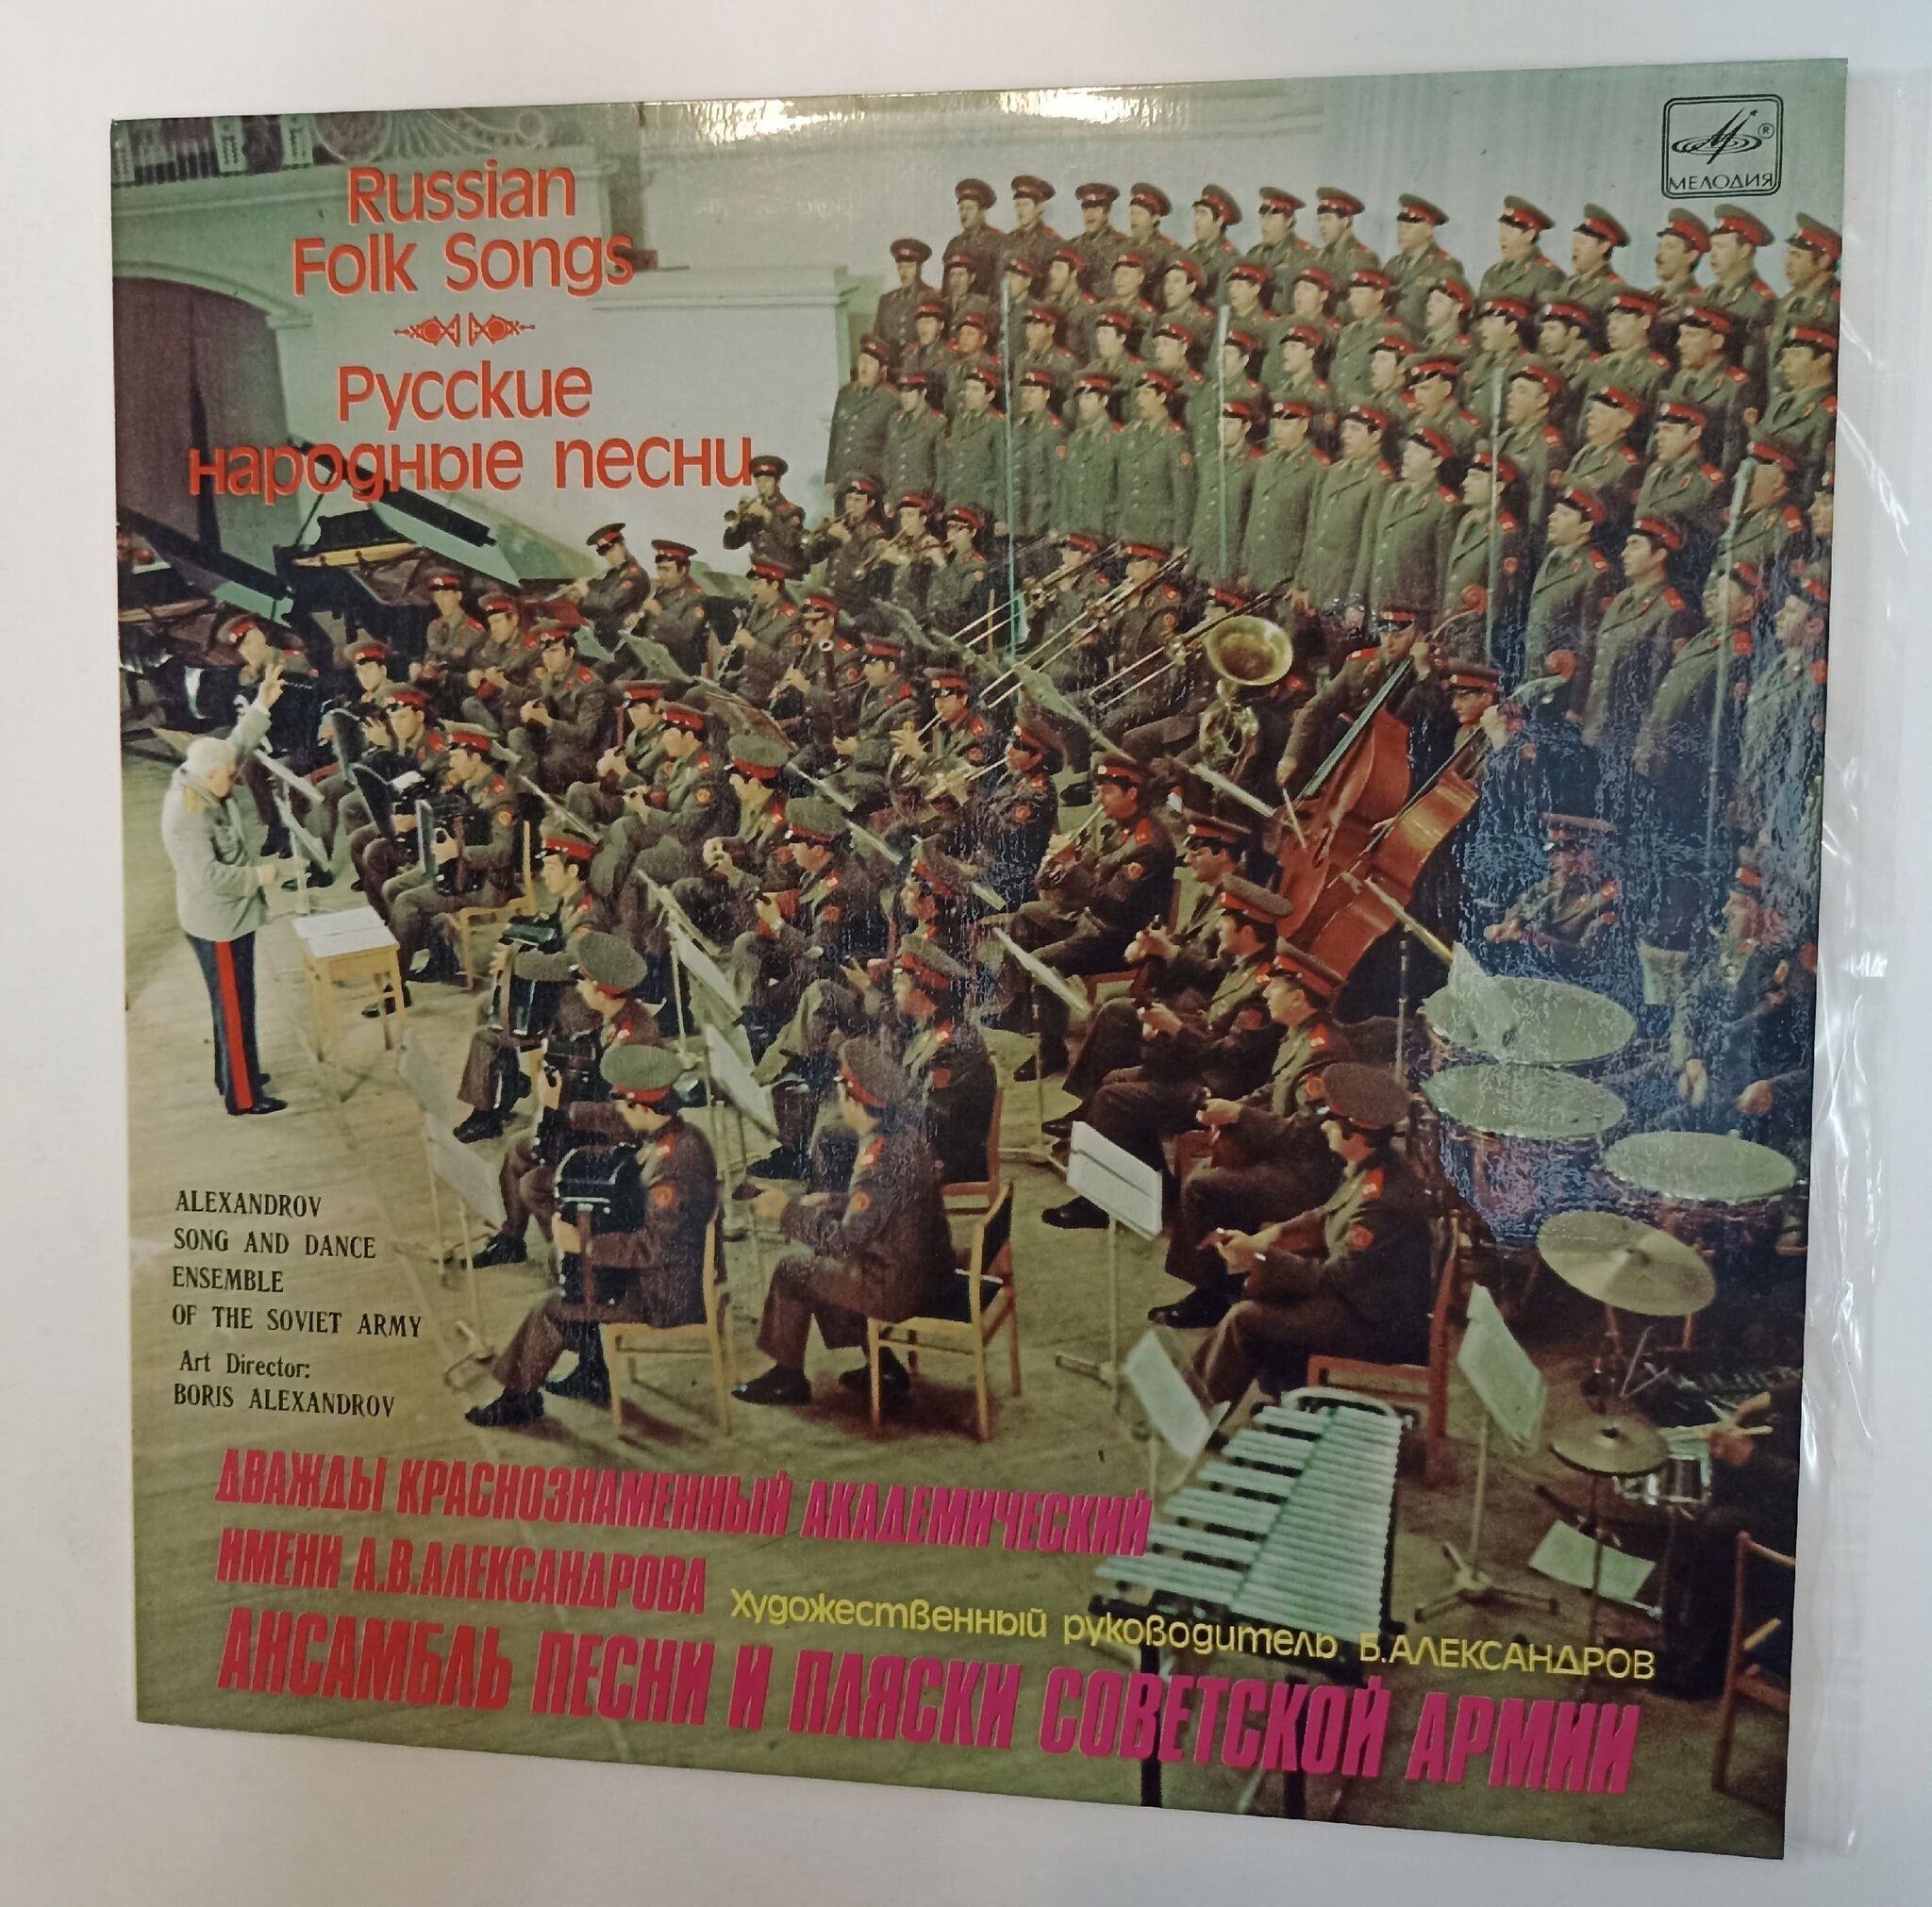 Russian
Folk Songs
Русские
народные песни
МЕЛОДИЯ
®
ALEXANDROV
SONG AND DANCE
ENSEMBLE
OF THE SOVIET ARMY
Art Director:
BORIS ALEXANDROV
ДВАЖДЫ КРАСНОЗНАМЕННЫЙ АКАДЕМИЧЕСКИЙ
ИМЕНИ А.В.АЛЕКСАНДРОВА
художественный руководитель Б.АЛЕКСАНДРОВ
АНСАМБЛЬ ПЕСНИ И ПЛЯСКИ СОВЕТСКОЙ АРМИИ